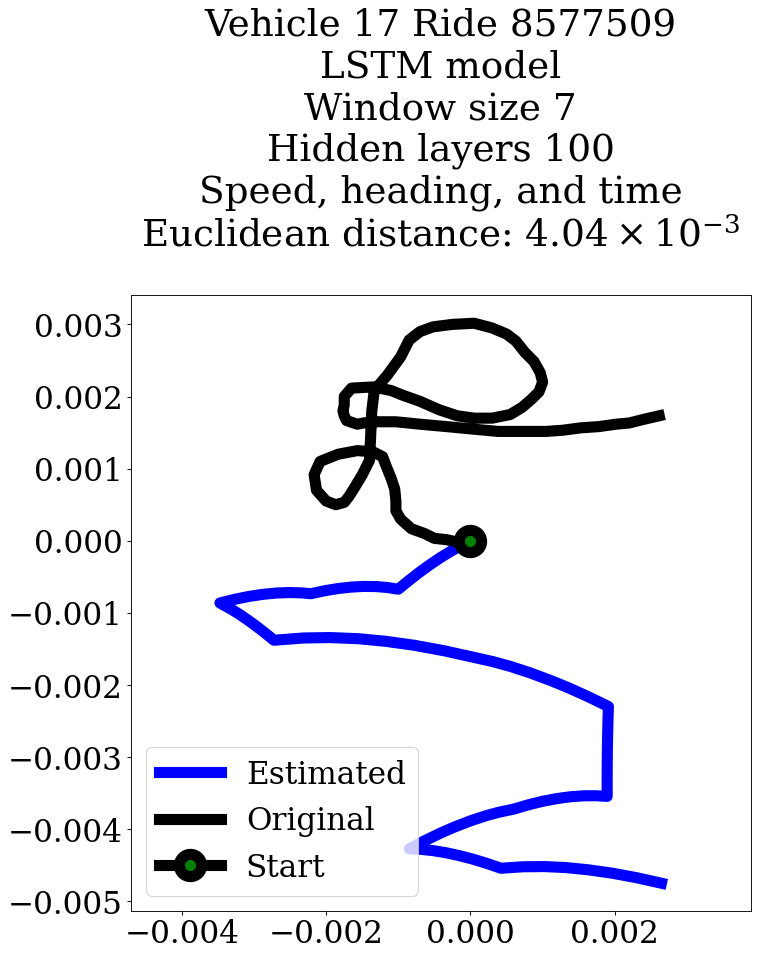 Vehicle 17 Ride 8577509
LSTM model
Window size 7
Hidden layers 100
Speed, heading, and time
Euclidean distance: 4.04 × 10⁻³
0.003
0.002
0.001
0.000
−0.001
−0.002
−0.003
−0.004
−0.005
Estimated
Original
Start
−0.004 −0.002 0.000 0.002